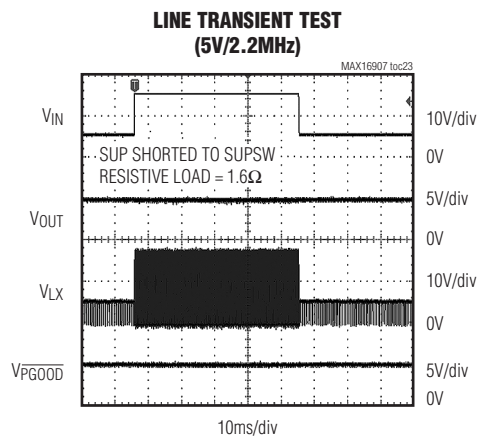 LINE TRANSIENT TEST
(5V/2.2MHz)
MAX16907 toc23
VIN
10V/div
0V
SUP SHORTED TO SUPSW
RESISTIVE LOAD = 1.6Ω
5V/div
VOUT
0V
10V/div
VLX
0V
VPGOOD
5V/div
0V
10ms/div